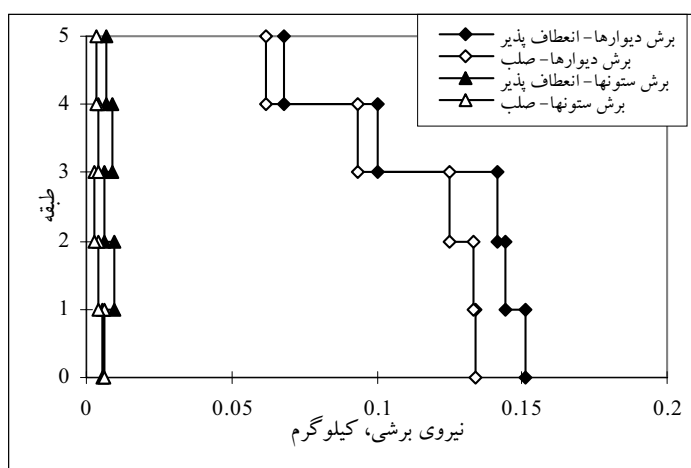 برش دیوارها- انعطاف پذیر
برش دیوارها- صلب
برش ستونها- انعطاف پذیر
برش ستونها- صلب
5
4
3
2
1
0
طبقه
0 0.05 0.1 0.15 0.2
نیروی برشی، کیلوگرم